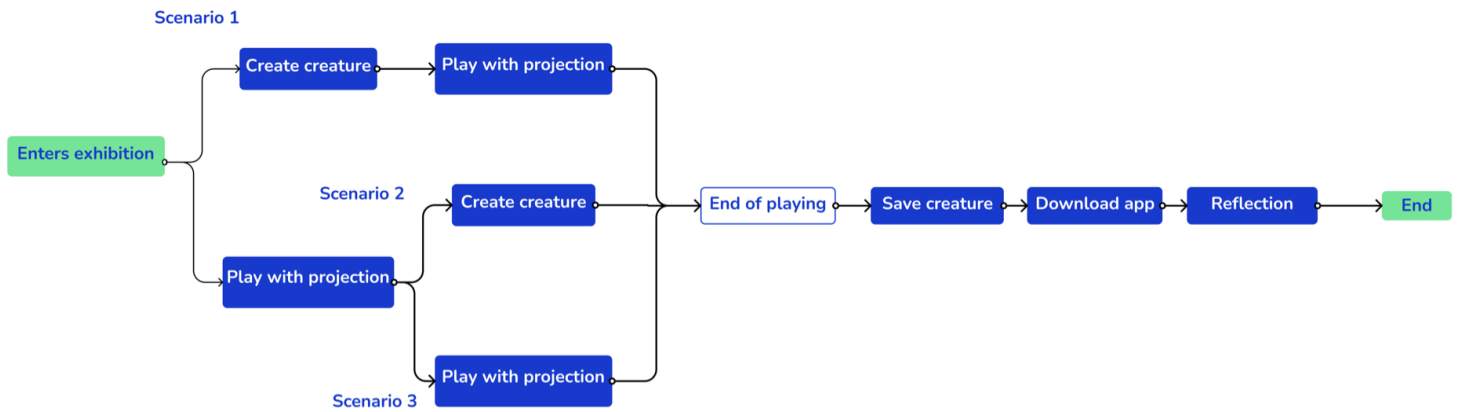 Scenario 1
Create creature
Play with projection
Enters exhibition
Scenario 2
Create creature
End of playing
Save creature
Download app
Reflection
End
Play with projection
Play with projection
Scenario 3